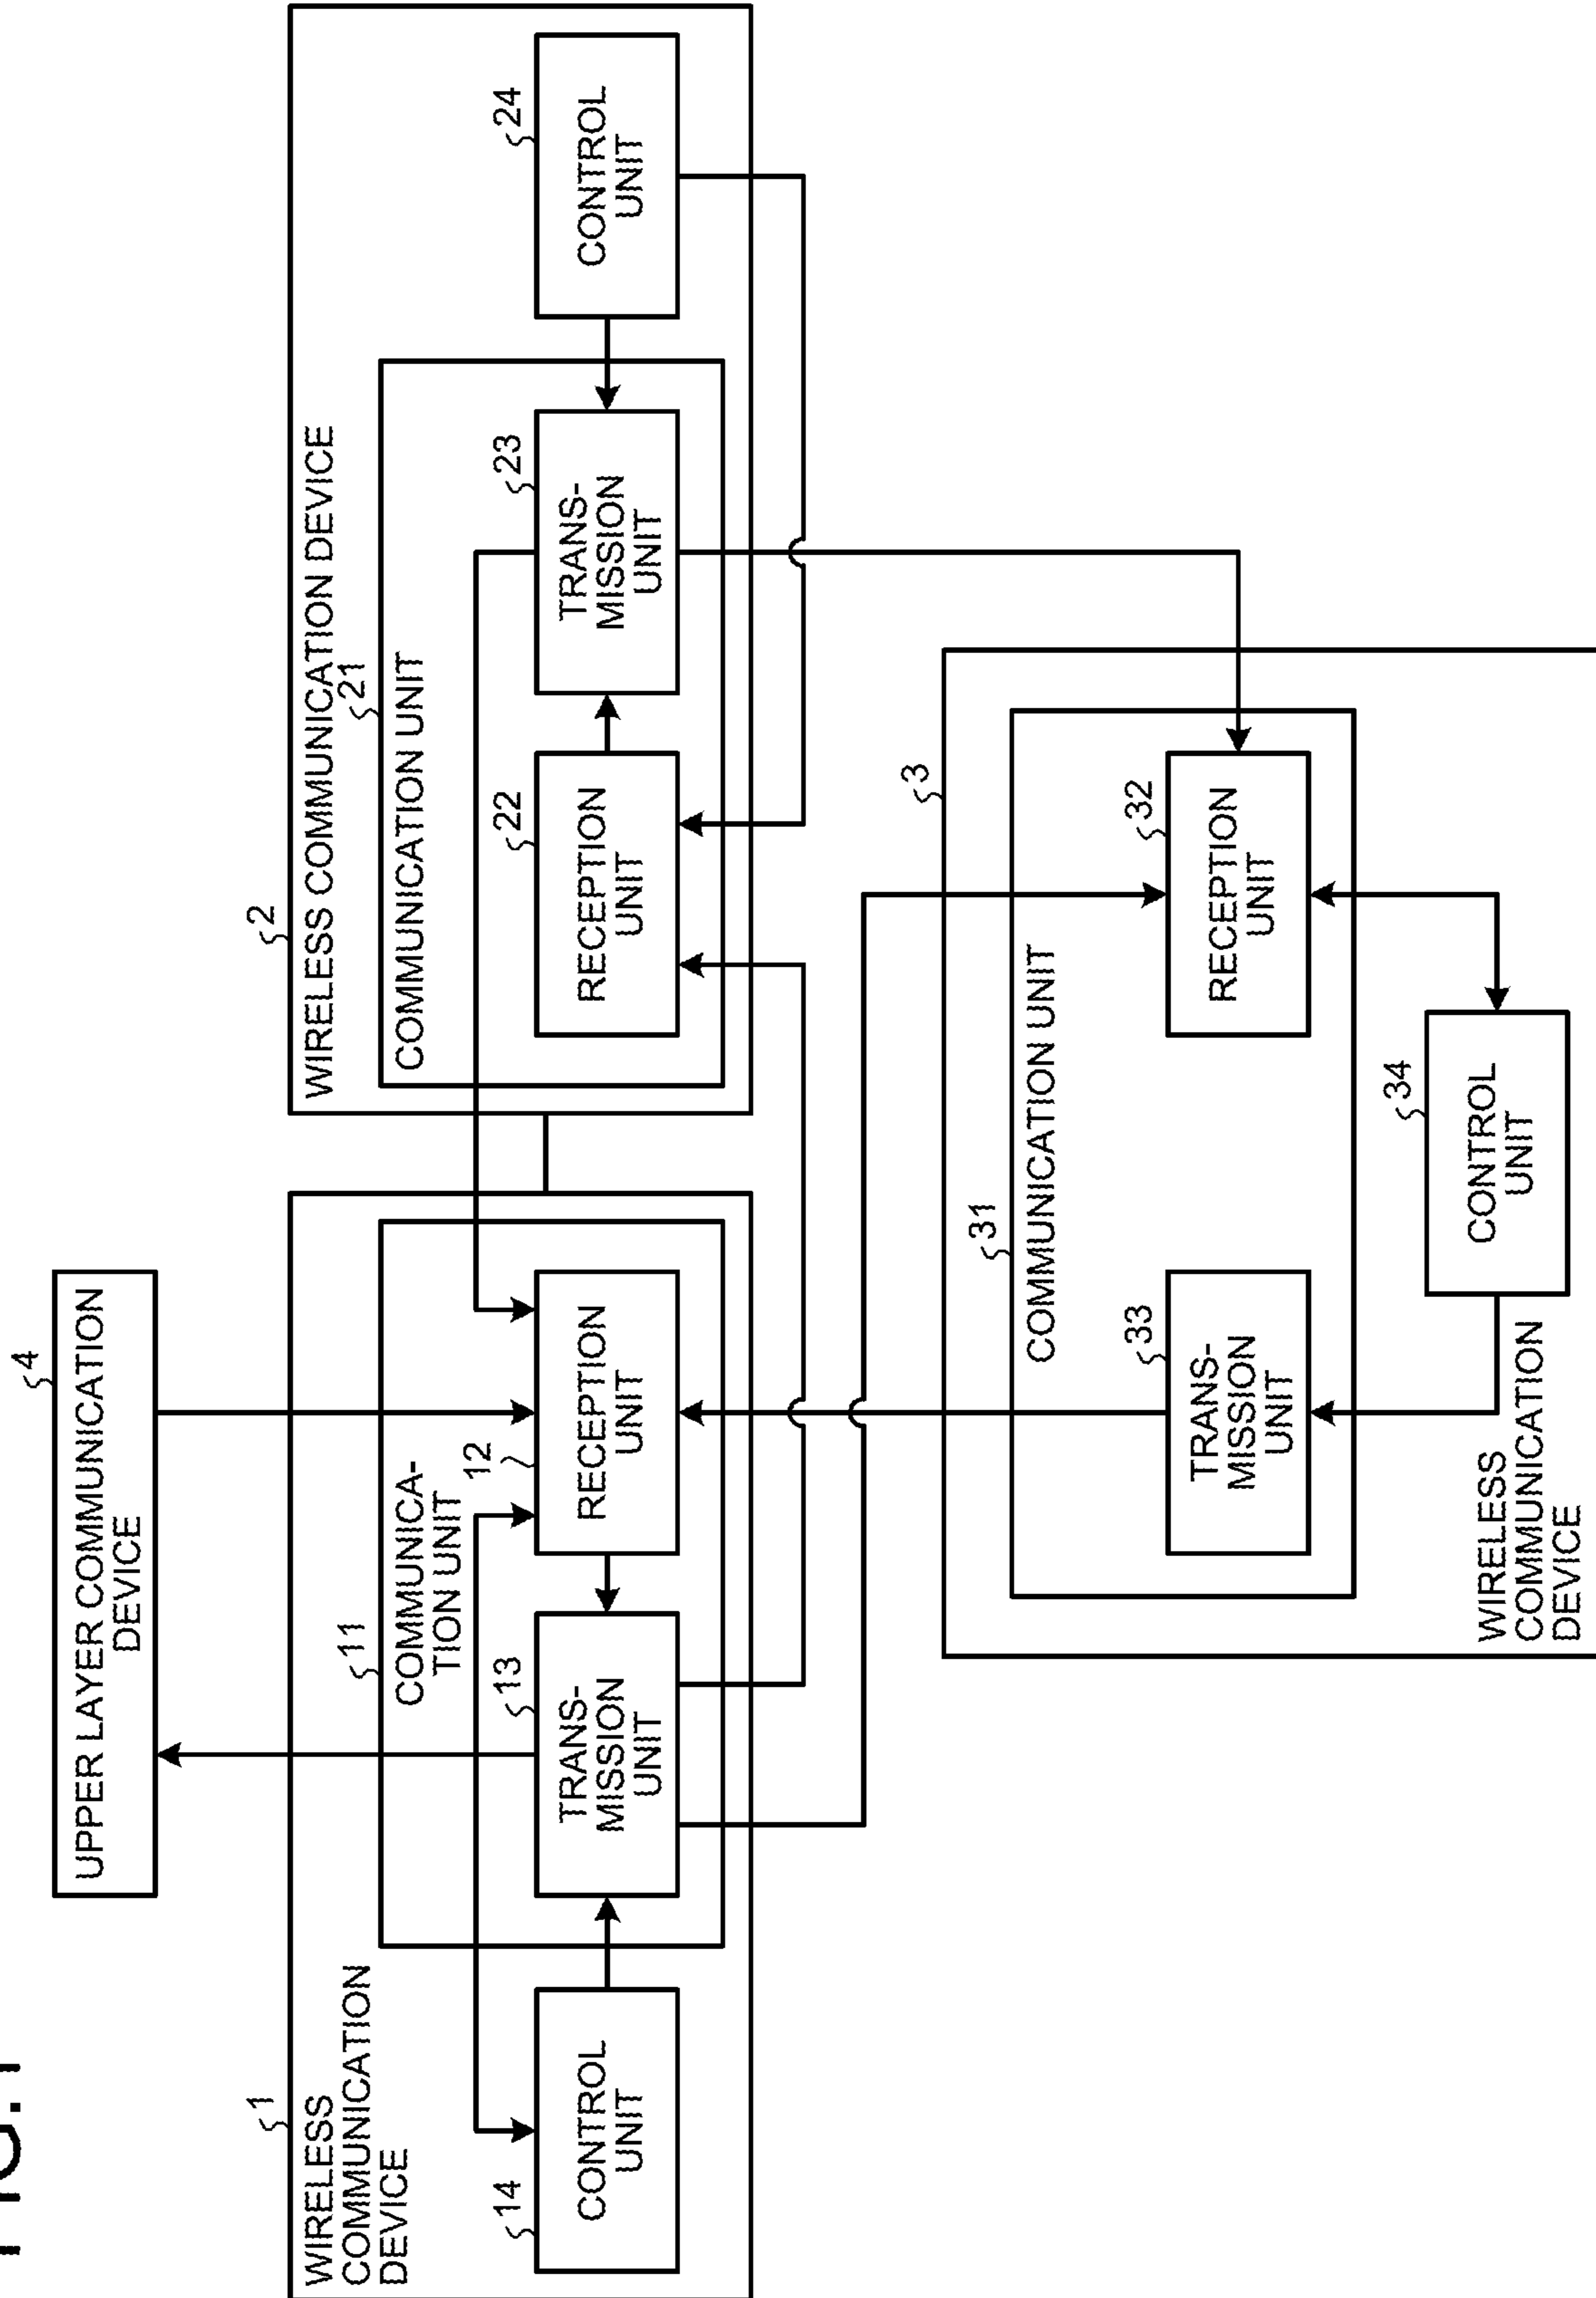 4
UPPER LAYER COMMUNICATION
DEVICE
1
WIRELESS
COMMUNICATION
DEVICE
11
COMMUNICA-
TION UNIT
14
CONTROL
UNIT
13
TRANS-
MISSION
UNIT
12
RECEPTION
UNIT
2
WIRELESS COMMUNICATION DEVICE
21
COMMUNICATION UNIT
22
RECEPTION
UNIT
23
TRANS-
MISSION
UNIT
24
CONTROL
UNIT
3
31
COMMUNICATION UNIT
33
TRANS-
MISSION
UNIT
32
RECEPTION
UNIT
34
CONTROL
UNIT
WIRELESS
COMMUNICATION
DEVICE